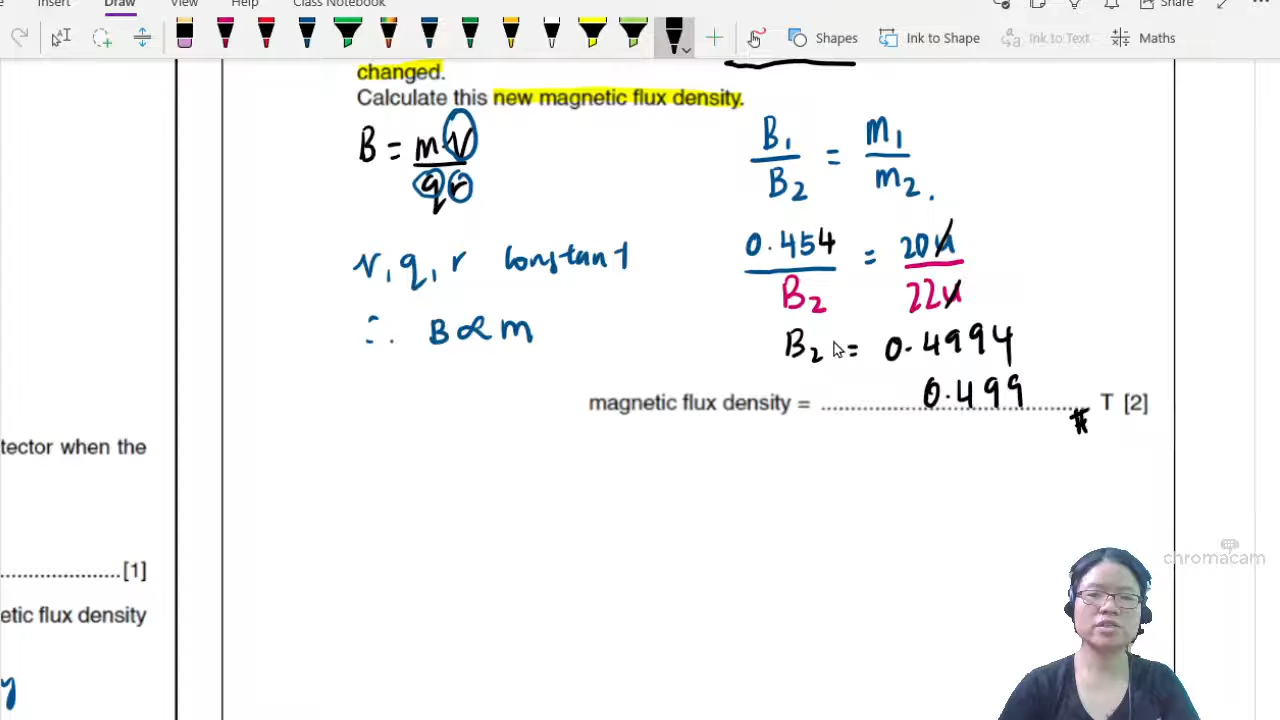 Insert Draw View Help Class Notebook Share
Shapes Ink to Shape Ink to Text Maths
changed.
Calculate this new magnetic flux density.
B = mv
qr
B1
B2
=
m1
m2.
v, q, r constant
0.454
B2
=
20u
22u
∴ B ∝ m
B2 = 0.4994
0.499
magnetic flux density = .......................................... T [2]
tector when the
.....................[1]
etic flux density
y
chromacam